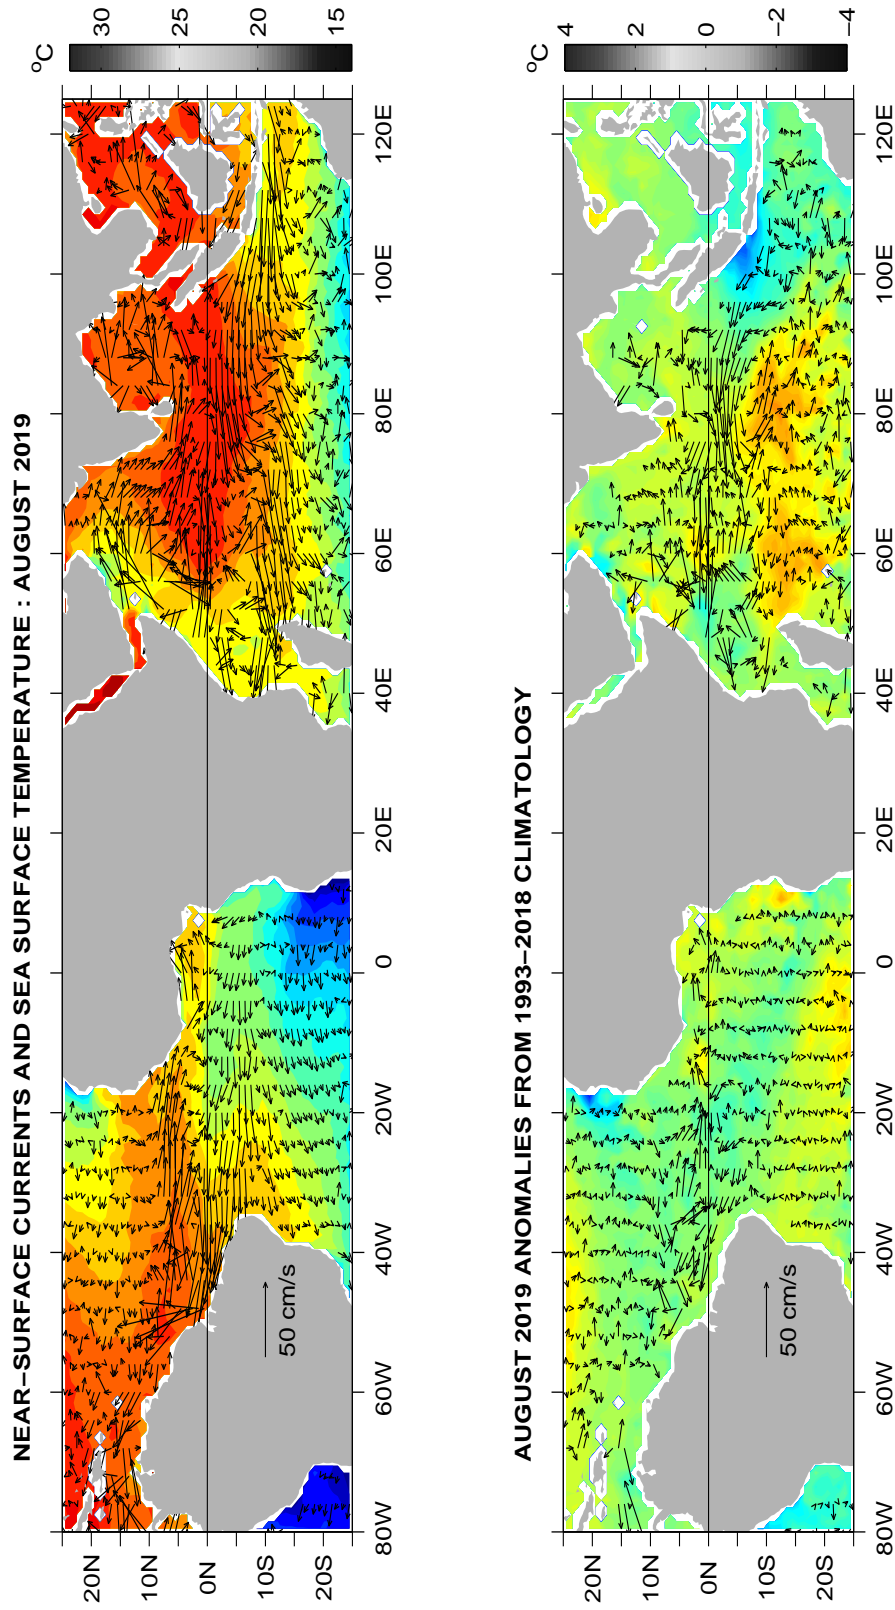 NEAR−SURFACE CURRENTS AND SEA SURFACE TEMPERATURE : AUGUST 2019
oC
30
25
20
15
20N
10N
0N
10S
20S
50 cm/s
80W
60W
40W
20W
0
20E
40E
60E
80E
100E
120E
AUGUST 2019 ANOMALIES FROM 1993−2018 CLIMATOLOGY
oC
4
2
0
−2
−4
20N
10N
0N
10S
20S
50 cm/s
80W
60W
40W
20W
0
20E
40E
60E
80E
100E
120E